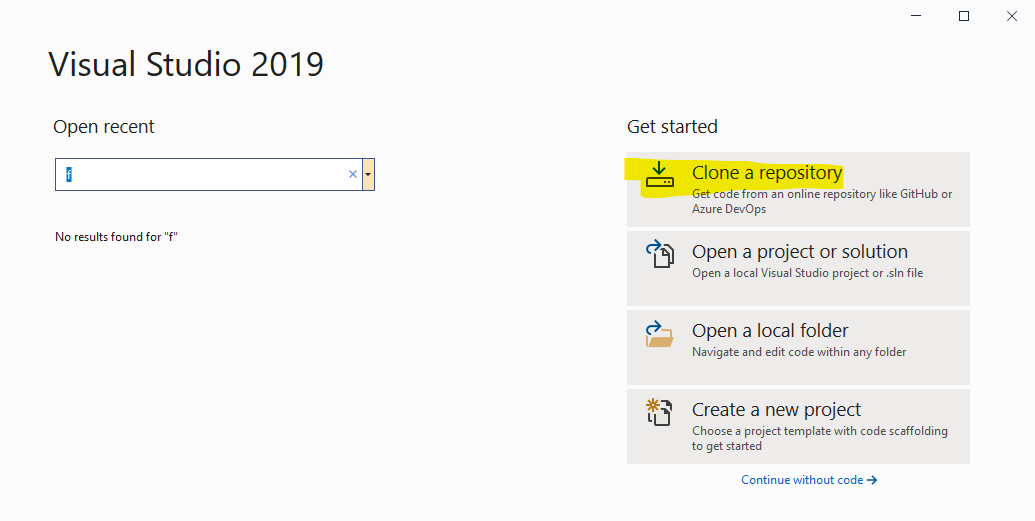 Visual Studio 2019
Open recent
f
No results found for "f"
Get started
Clone a repository
Get code from an online repository like GitHub or
Azure DevOps
Open a project or solution
Open a local Visual Studio project or .sln file
Open a local folder
Navigate and edit code within any folder
Create a new project
Choose a project template with code scaffolding
to get started
Continue without code